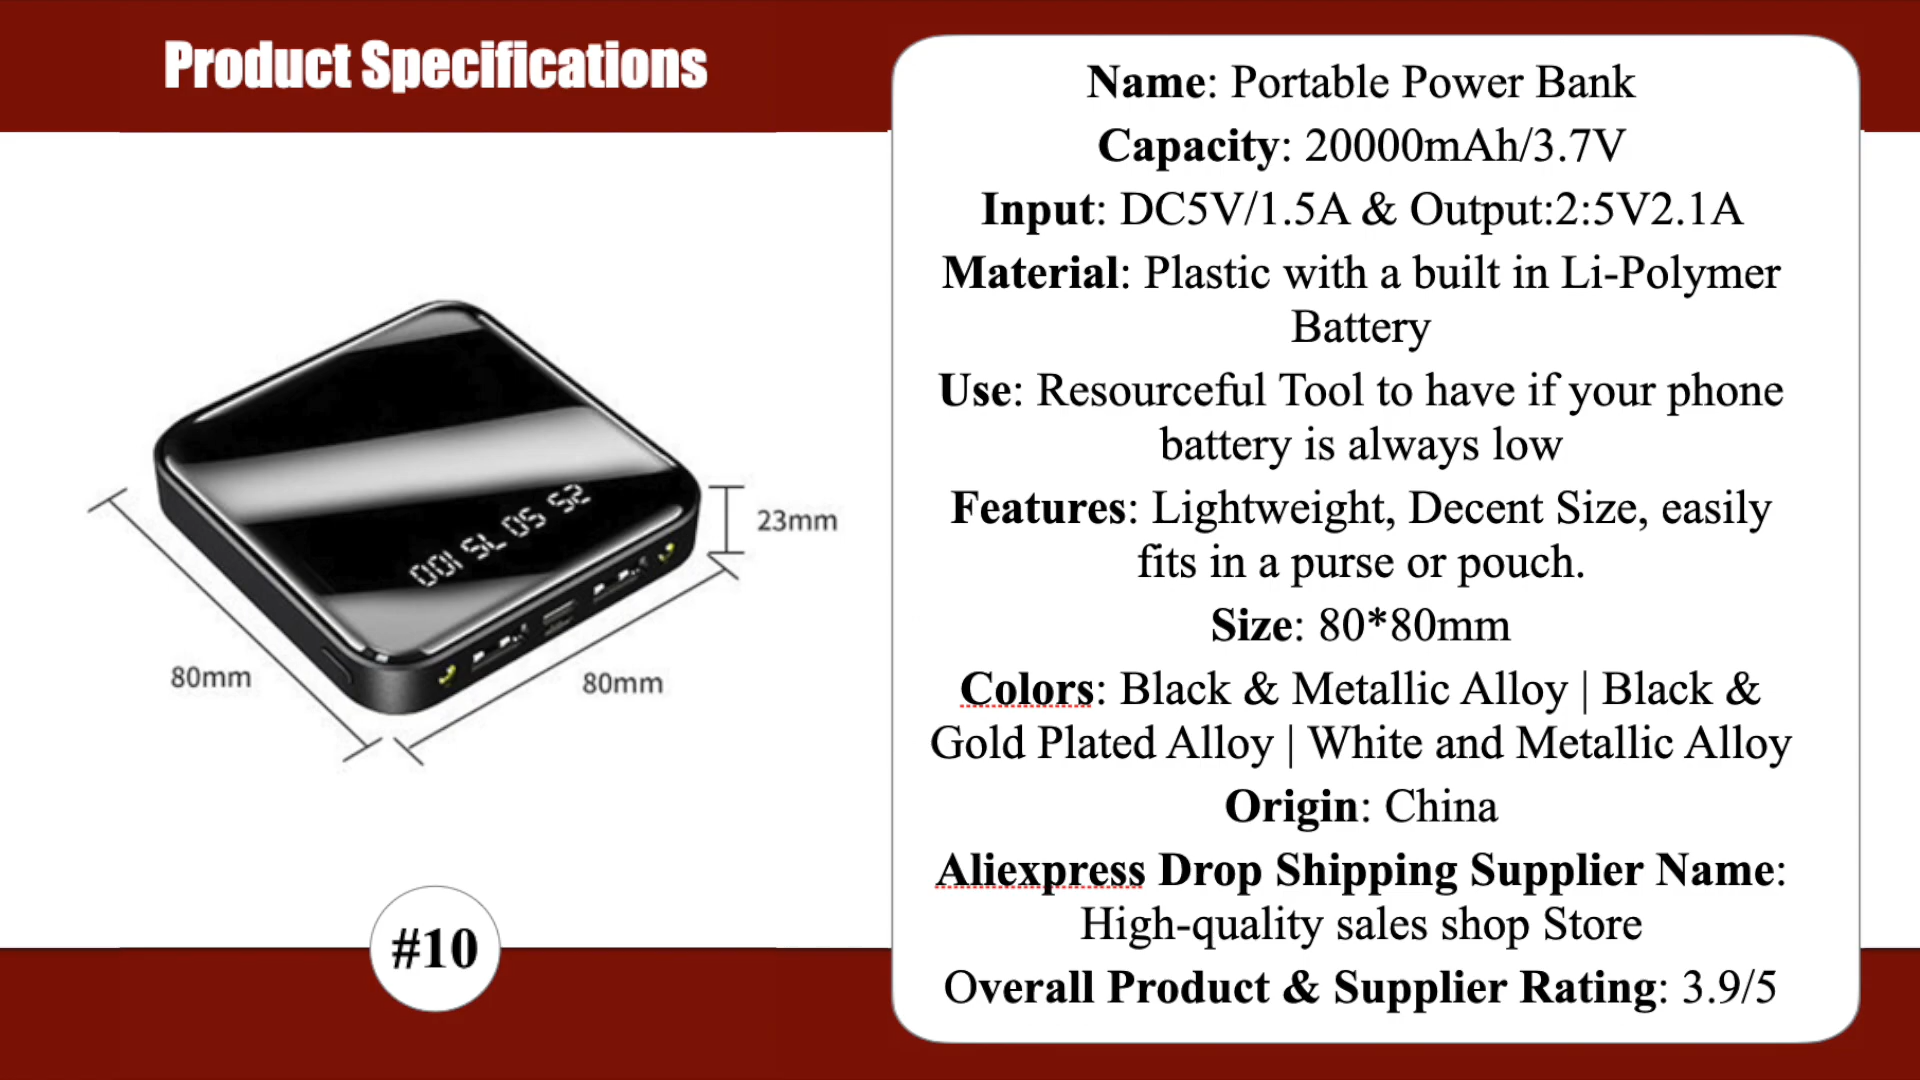 Product Specifications
Name: Portable Power Bank
Capacity: 20000mAh/3.7V
Input: DC5V/1.5A & Output:2:5V2.1A
Material: Plastic with a built in Li-Polymer
Battery
Use: Resourceful Tool to have if your phone
battery is always low
Features: Lightweight, Decent Size, easily
fits in a purse or pouch.
Size: 80*80mm
Colors: Black & Metallic Alloy | Black &
Gold Plated Alloy | White and Metallic Alloy
Origin: China
Aliexpress Drop Shipping Supplier Name:
High-quality sales shop Store
Overall Product & Supplier Rating: 3.9/5
25 50 75 100
23mm
80mm
80mm
#10